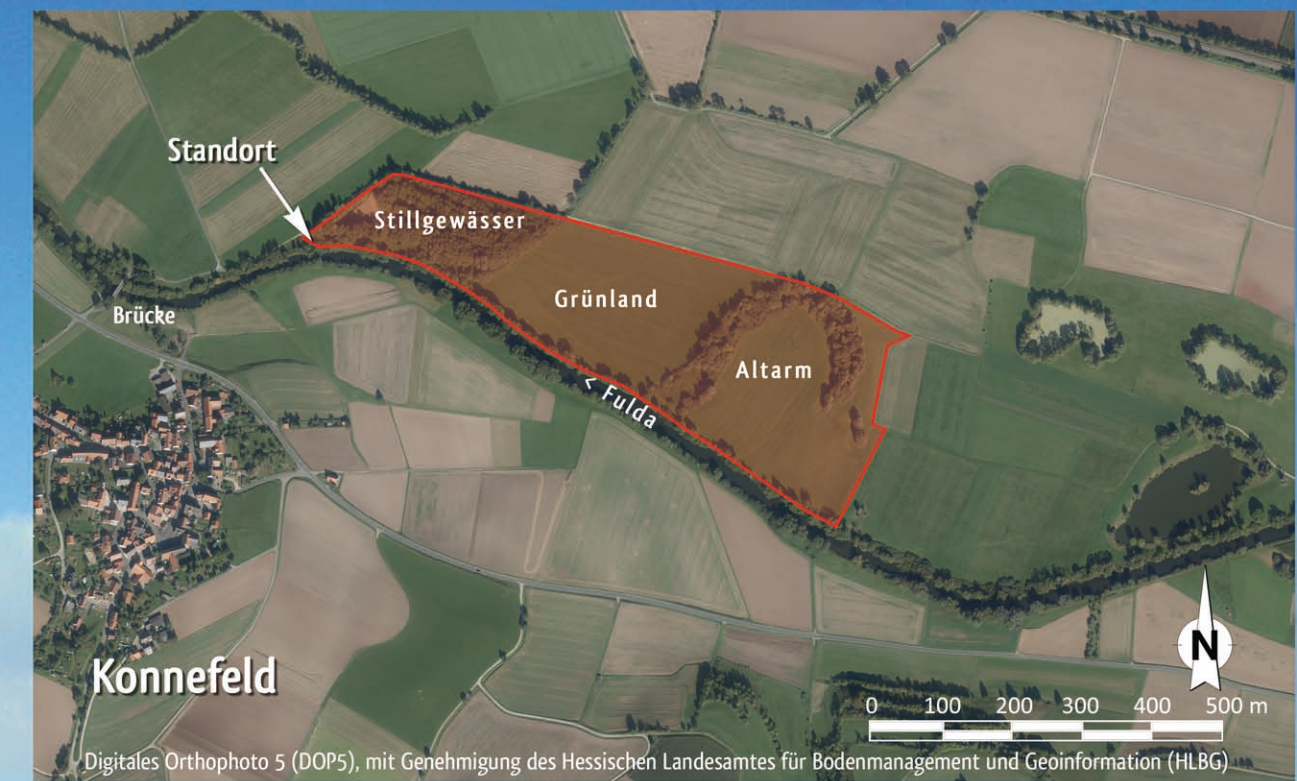 Standort
Stillgewässer
Grünland
Brücke
Altarm
< Fulda
Konnefeld
N
0 100 200 300 400 500 m
Digitales Orthophoto 5 (DOP5), mit Genehmigung des Hessischen Landesamtes für Bodenmanagement und Geoinformation (HLBG)